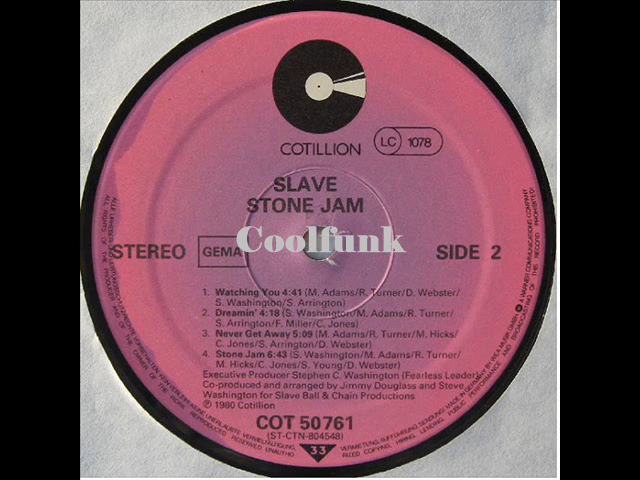 COTILLION
LC 1078
SLAVE
STONE JAM
STEREO
GEMA
Coolfunk
SIDE 2
1. Watching You 4:41 (M. Adams/R. Turner/D. Webster/
S. Washington/S. Arrington)
2. Dreamin' 4:18 (S. Washington/M. Adams/R. Turner/
S. Arrington/F. Miller/C. Jones)
3. Never Get Away 5:09 (M. Adams/R. Turner/M. Hicks/
C. Jones/S. Arrington/D. Webster)
4. Stone Jam 6:43 (S. Washington/M. Adams/R. Turner/
M. Hicks/C. Jones/S. Young/D. Webster)
Executive Producer Stephen C. Washington (Fearless Leader)
Co-produced and arranged by Jimmy Douglass and Steve
Washington for Slave Ball & Chain Productions
℗ 1980 Cotillion
COT 50761
(ST-CTN-804548)
33